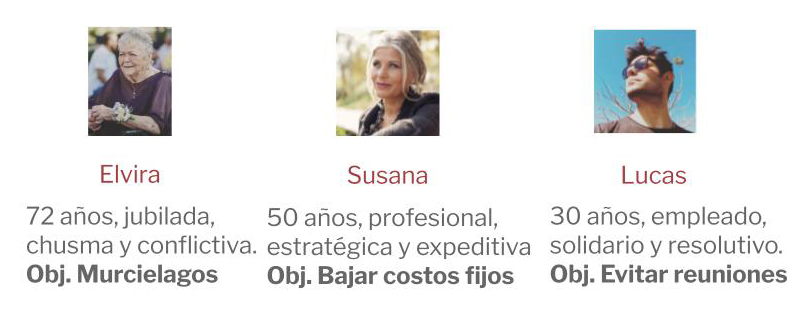 Elvira
72 años, jubilada,
chusma y conflictiva.
Obj. Murcielagos
Susana
50 años, profesional,
estratégica y expeditiva
Obj. Bajar costos fijos
Lucas
30 años, empleado,
solidario y resolutivo.
Obj. Evitar reuniones